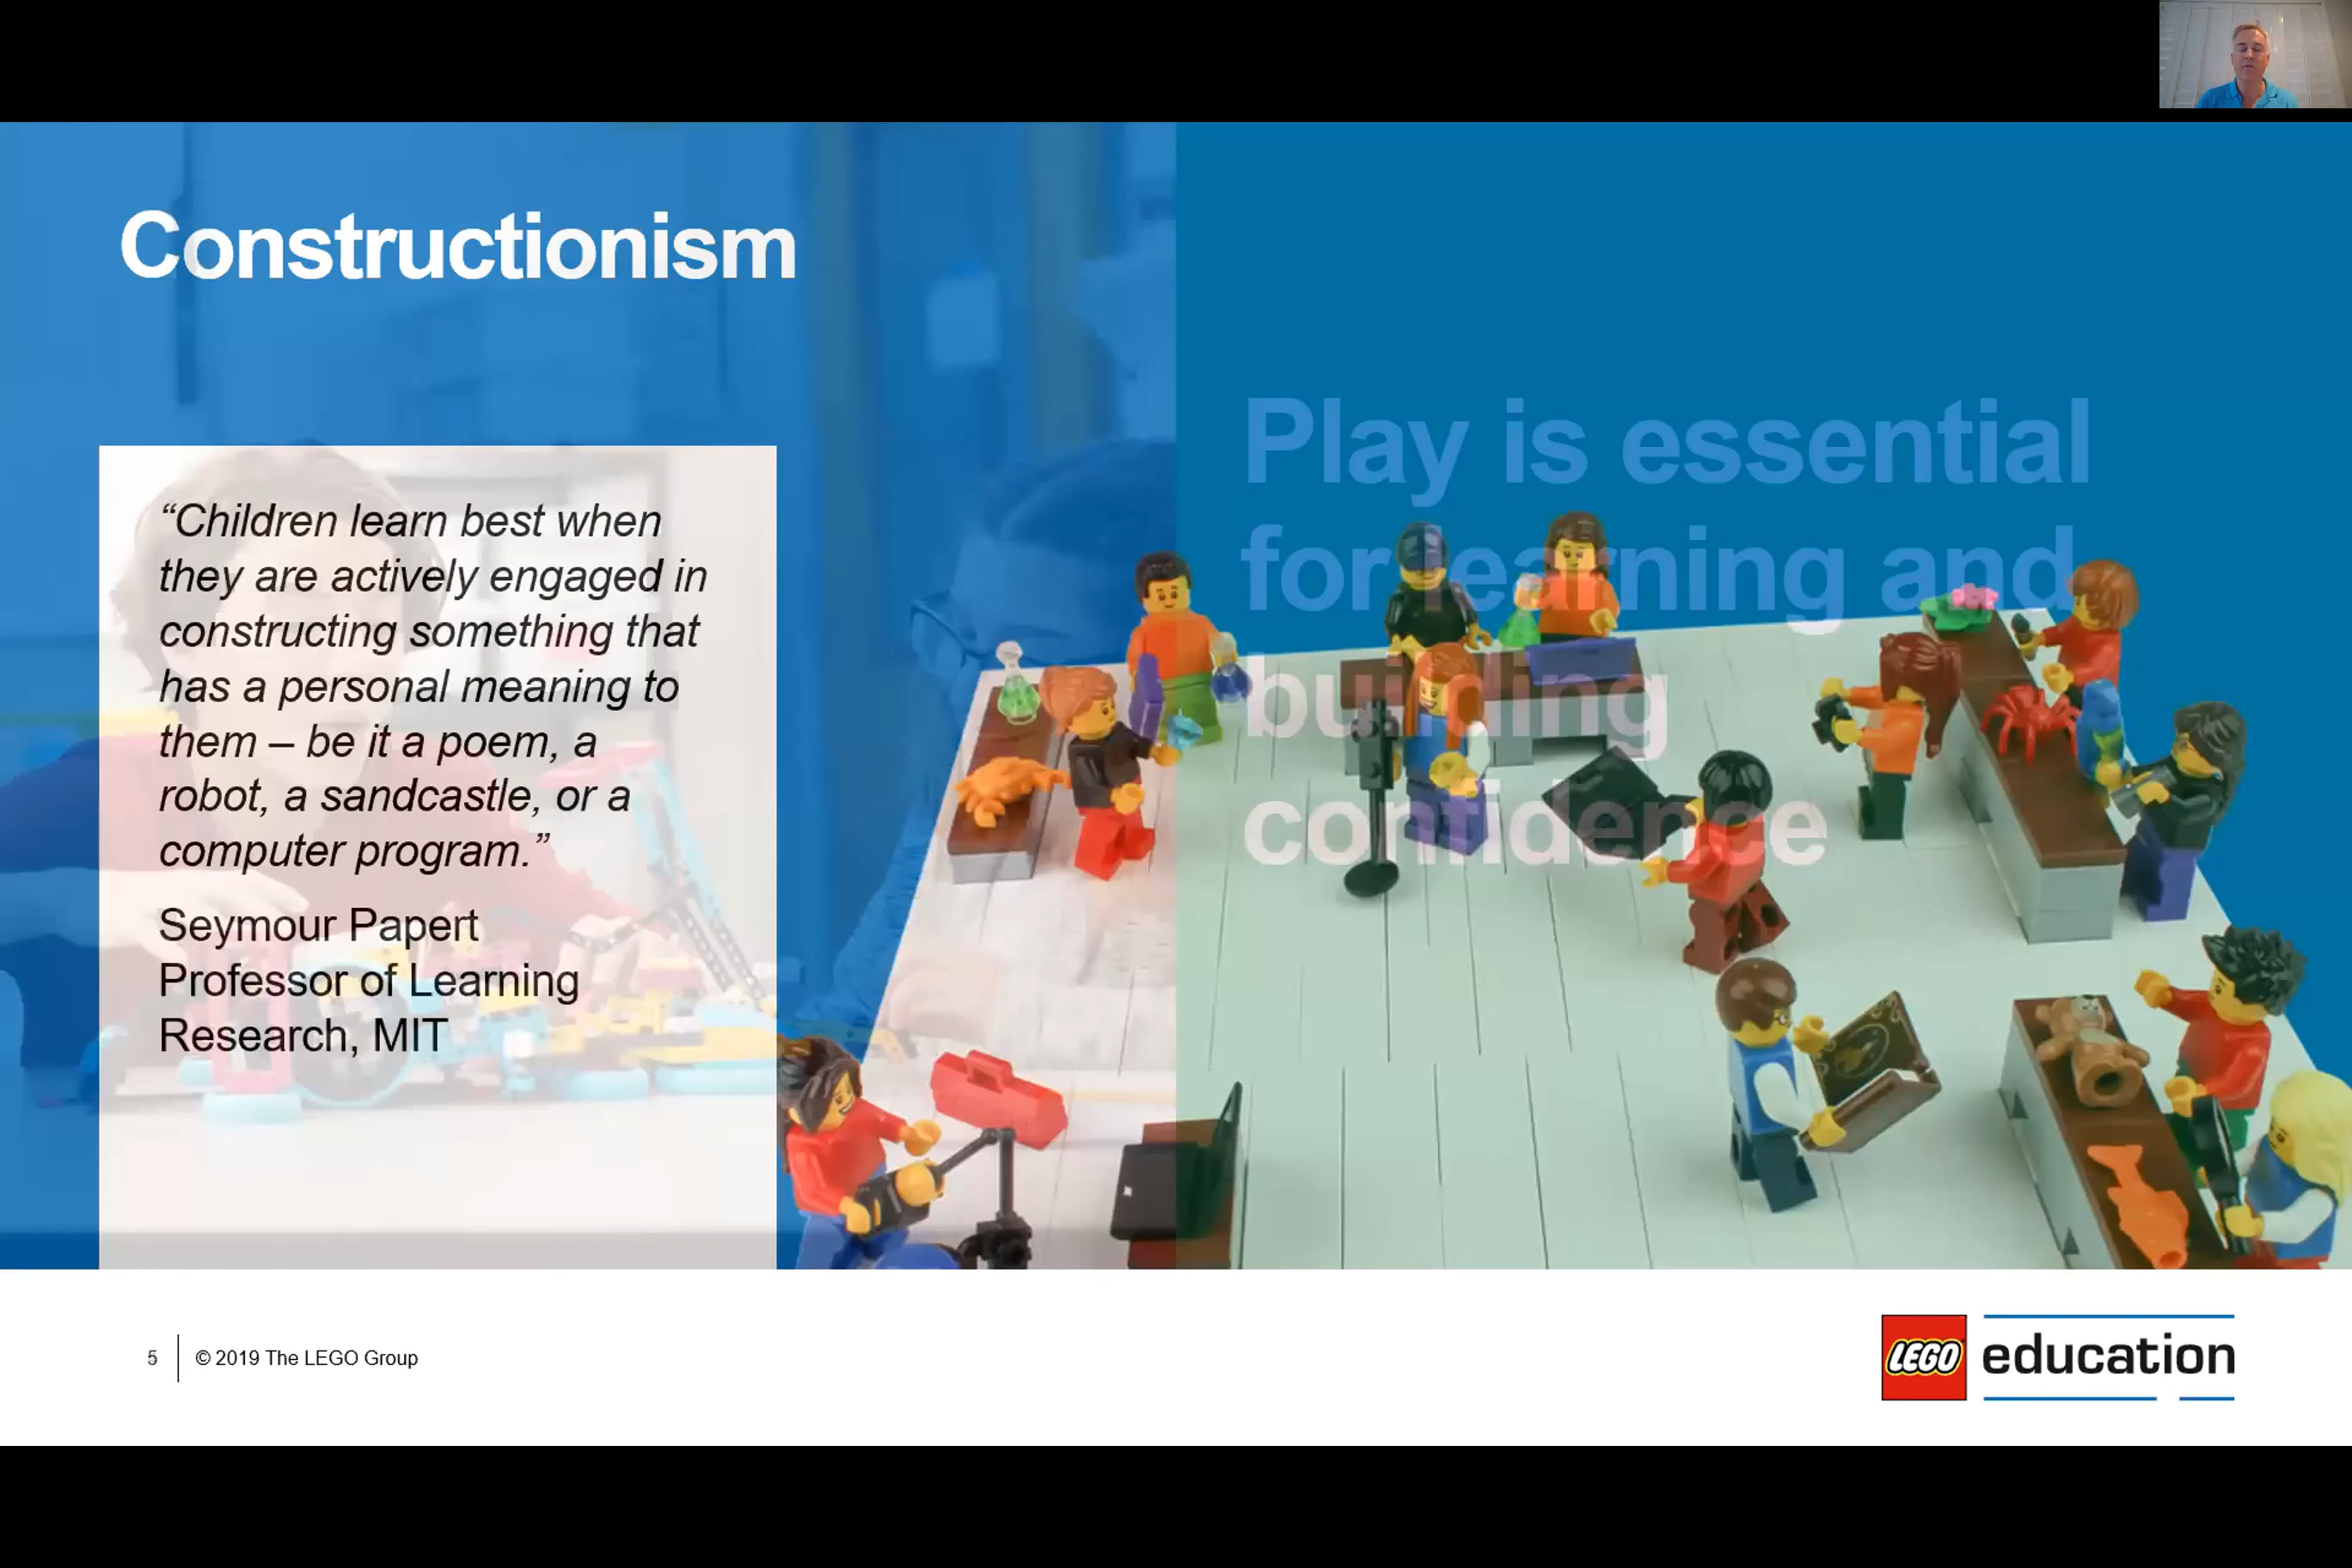 Constructionism
“Children learn best when
they are actively engaged in
constructing something that
has a personal meaning to
them – be it a poem, a
robot, a sandcastle, or a
computer program.”
Seymour Papert
Professor of Learning
Research, MIT
Play is essential
for learning and
building
confidence
5
© 2019 The LEGO Group
LEGO
education